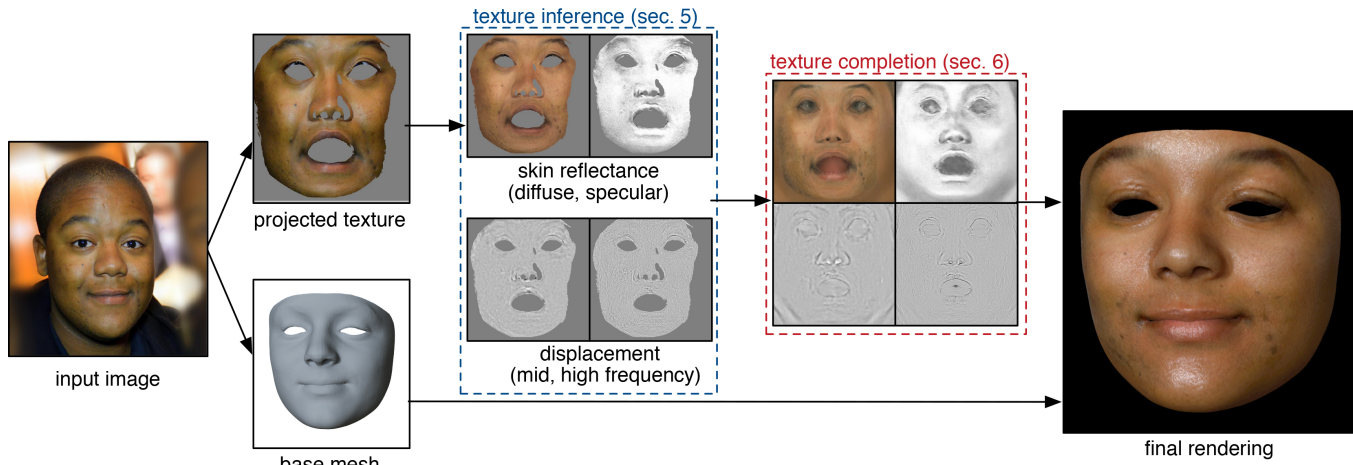 texture inference (sec. 5)
texture completion (sec. 6)
skin reflectance
(diffuse, specular)
projected texture
displacement
(mid, high frequency)
input image
final rendering
base mesh